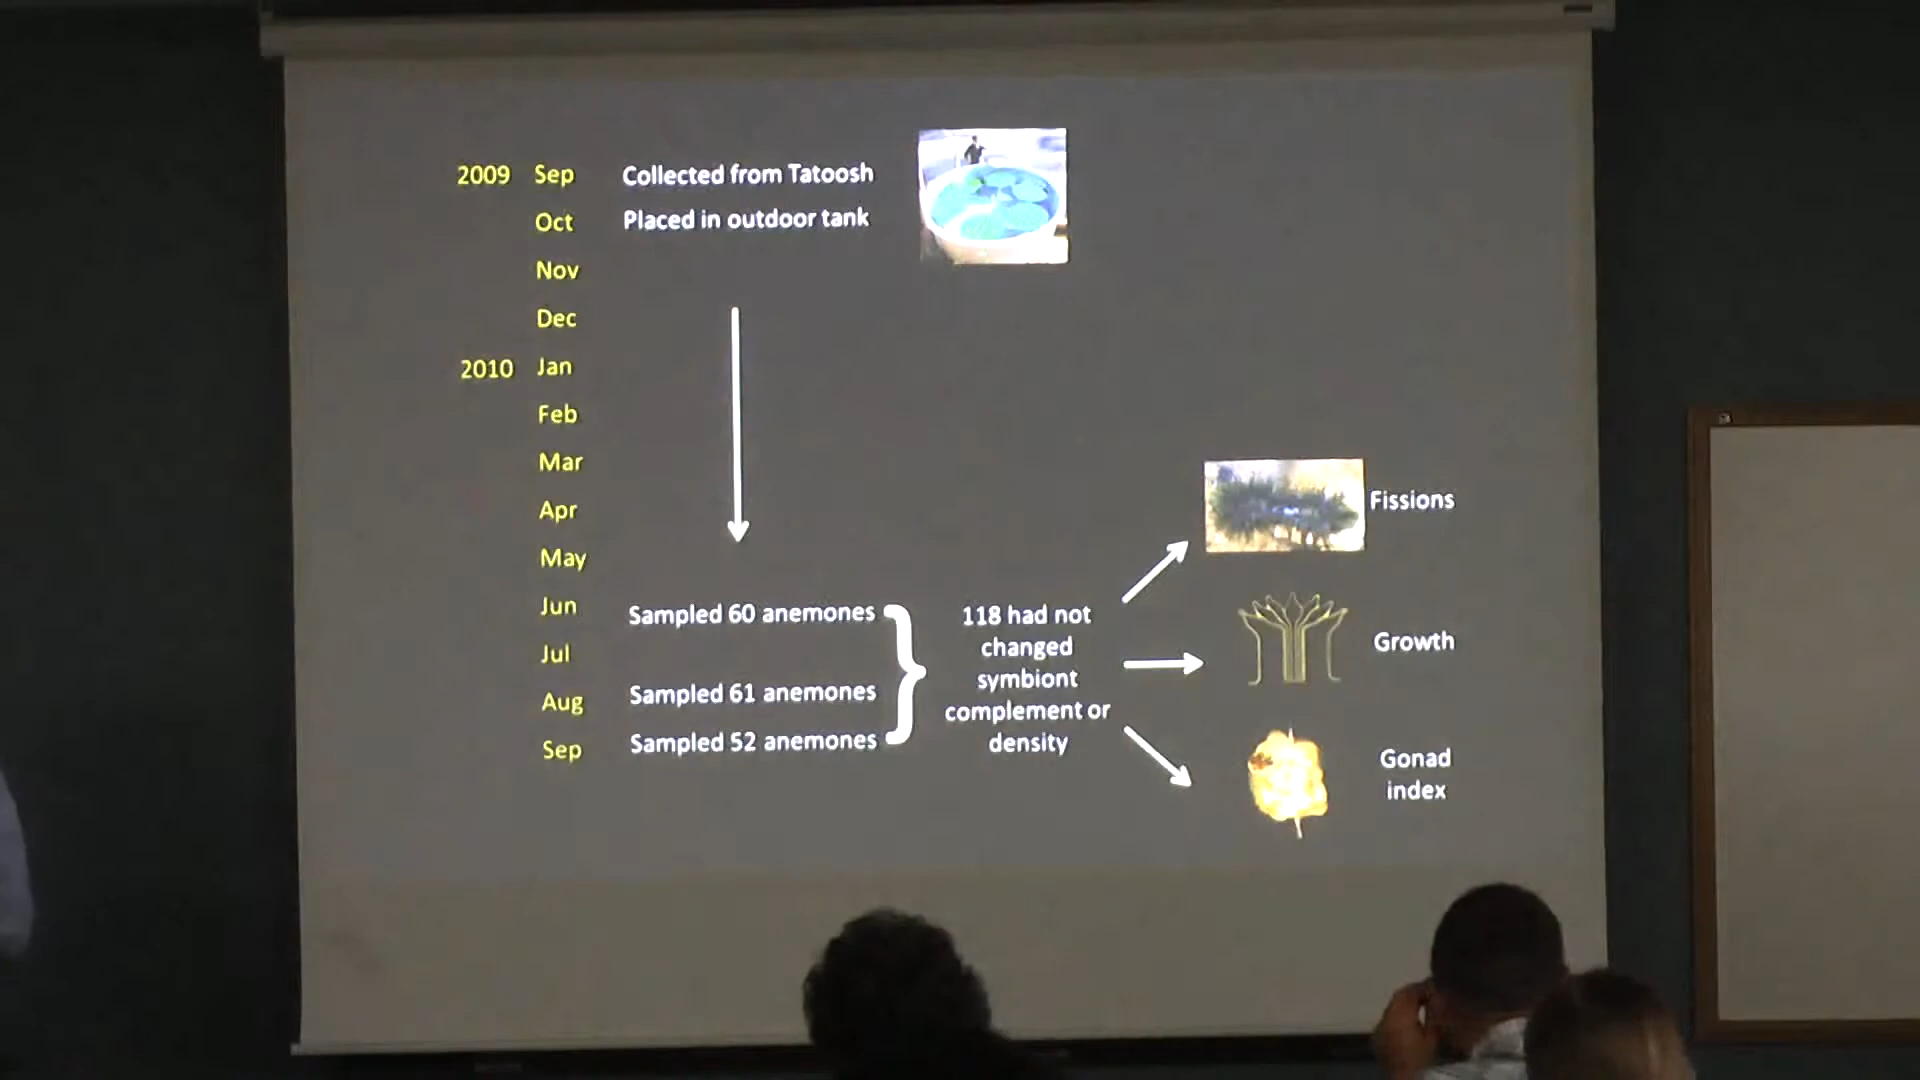 2009 Sep Collected from Tatoosh
Oct Placed in outdoor tank
Nov
Dec
2010 Jan
Feb
Mar
Apr
May
Jun Sampled 60 anemones
Jul
Aug Sampled 61 anemones
Sep Sampled 52 anemones
118 had not
changed
symbiont
complement or
density
Fissions
Growth
Gonad
index